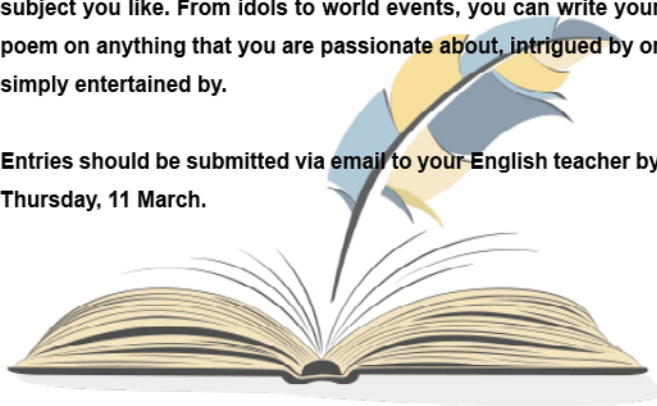 subject you like. From idols to world events, you can write your
poem on anything that you are passionate about, intrigued by or
simply entertained by.
Entries should be submitted via email to your English teacher by
Thursday, 11 March.